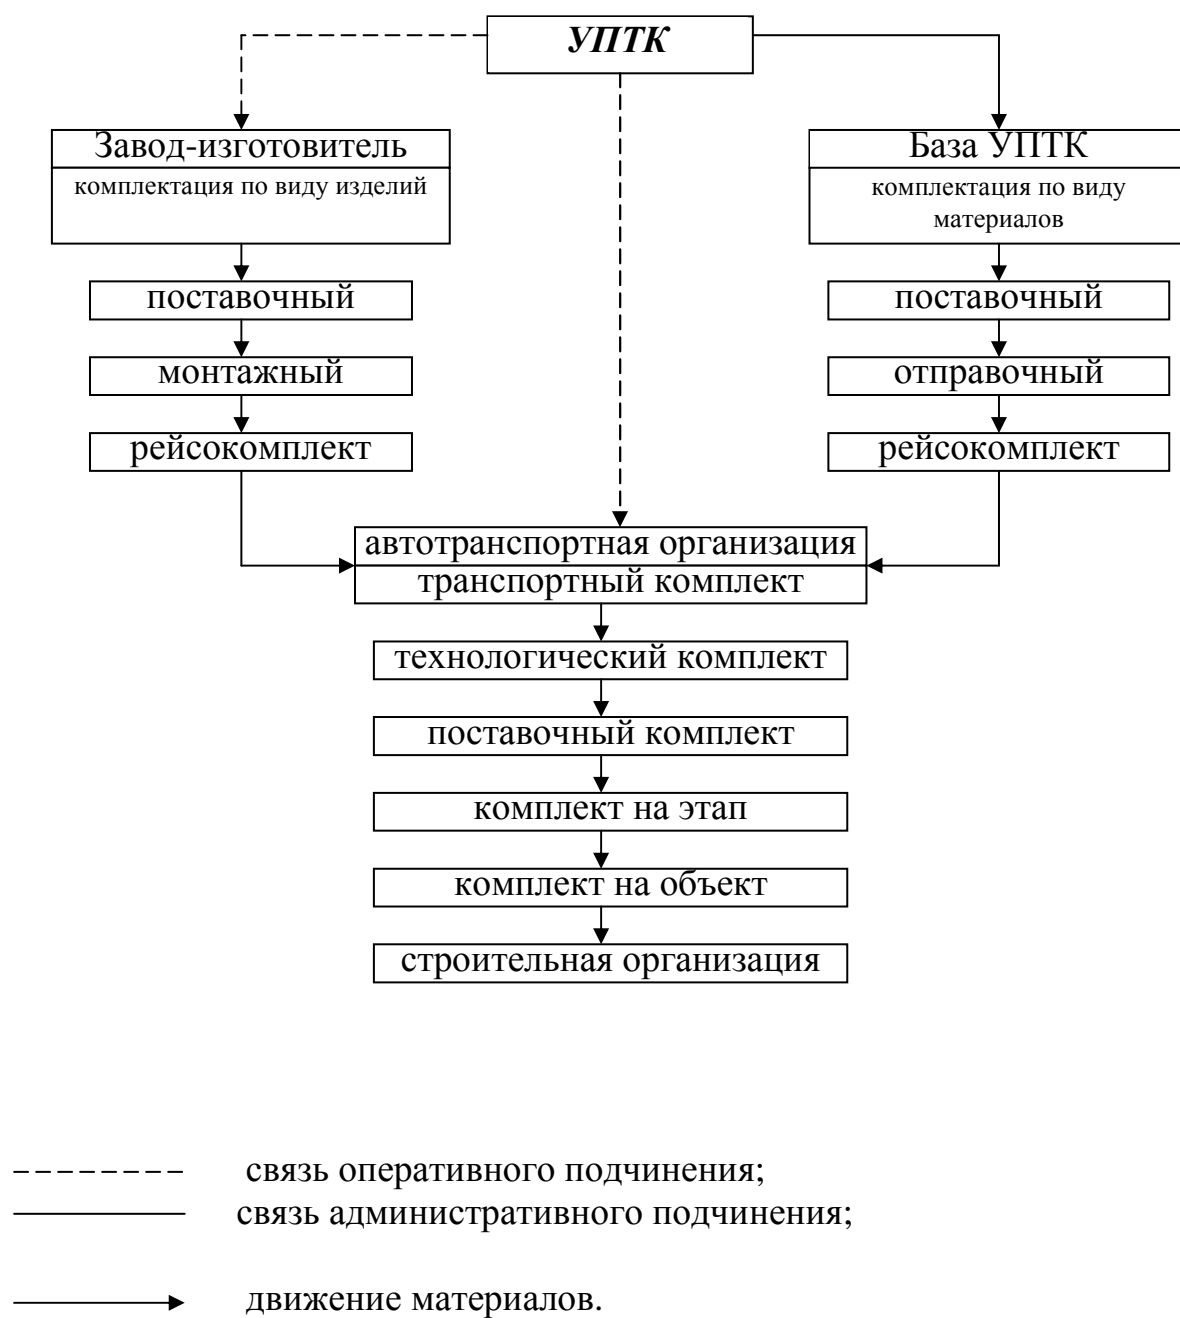 УПТК
Завод-изготовитель
комплектация по виду изделий
База УПТК
комплектация по виду
материалов
поставочный
монтажный
рейсокомплект
поставочный
отправочный
рейсокомплект
автотранспортная организация
транспортный комплект
технологический комплект
поставочный комплект
комплект на этап
комплект на объект
строительная организация
связь оперативного подчинения;
связь административного подчинения;
движение материалов.